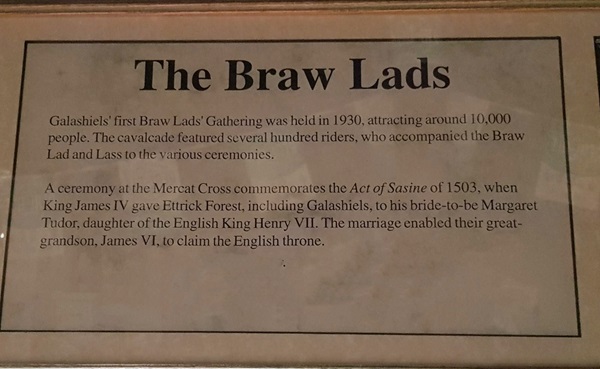 The Braw Lads
Galashiels' first Braw Lads' Gathering was held in 1930, attracting around 10,000
people. The cavalcade featured several hundred riders, who accompanied the Braw
Lad and Lass to the various ceremonies.
A ceremony at the Mercat Cross commemorates the Act of Sasine of 1503, when
King James IV gave Ettrick Forest, including Galashiels, to his bride-to-be Margaret
Tudor, daughter of the English King Henry VII. The marriage enabled their great-
grandson, James VI, to claim the English throne.